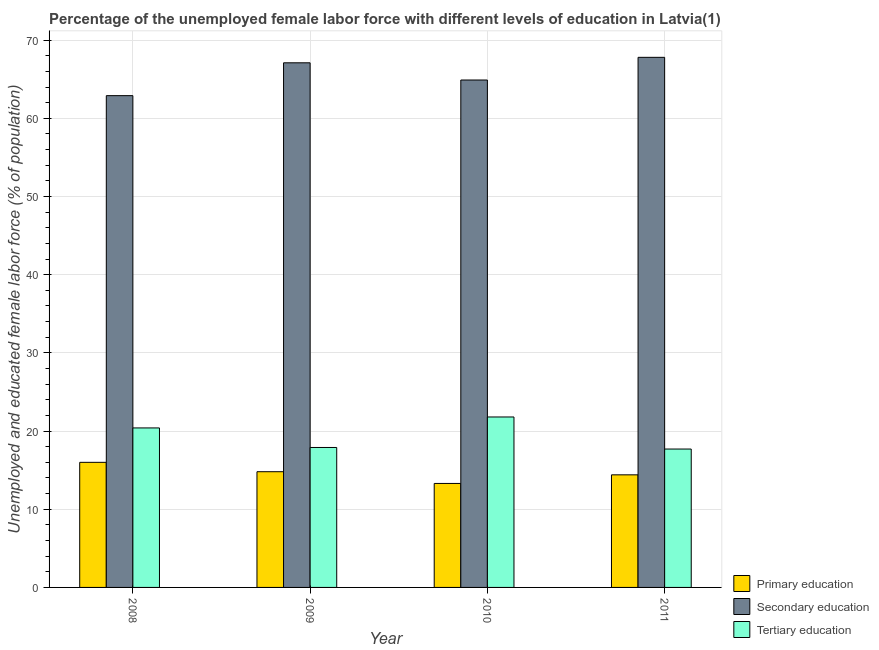 Percentage of the unemployed female labor force with different levels of education in Latvia(1)
Unemployed and educated female labor force (% of population)
70
60
50
40
30
20
10
0
2008
2009
2010
2011
Year
Primary education
Secondary education
Tertiary education